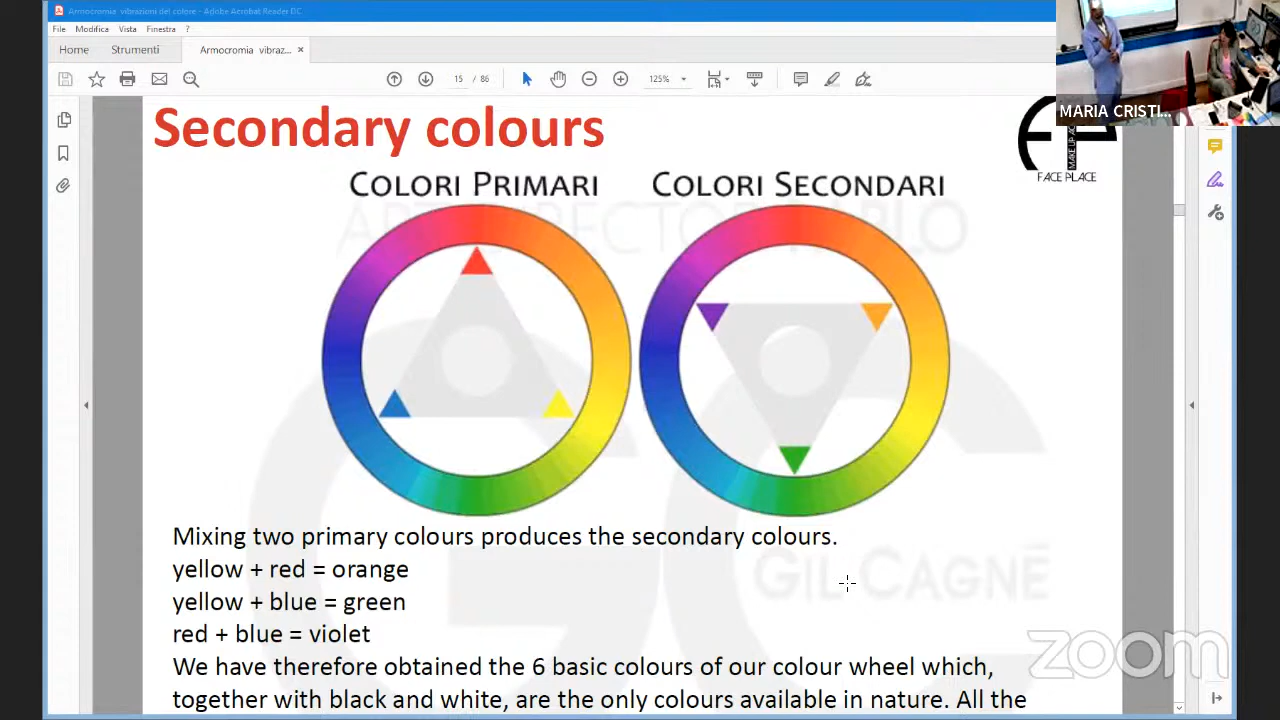 Armocromia vibrazioni del colore - Adobe Acrobat Reader DC
File Modifica Vista Finestra ?
Home Strumenti Armocromia vibraz... ×
15 / 86 125%
MARIA CRISTI...
Secondary colours
MAKE UP
FACE PLACE
COLORI PRIMARI COLORI SECONDARI
Mixing two primary colours produces the secondary colours.
yellow + red = orange
yellow + blue = green
GIL CAGNÉ
red + blue = violet
We have therefore obtained the 6 basic colours of our colour wheel which,
together with black and white, are the only colours available in nature. All the
zoom